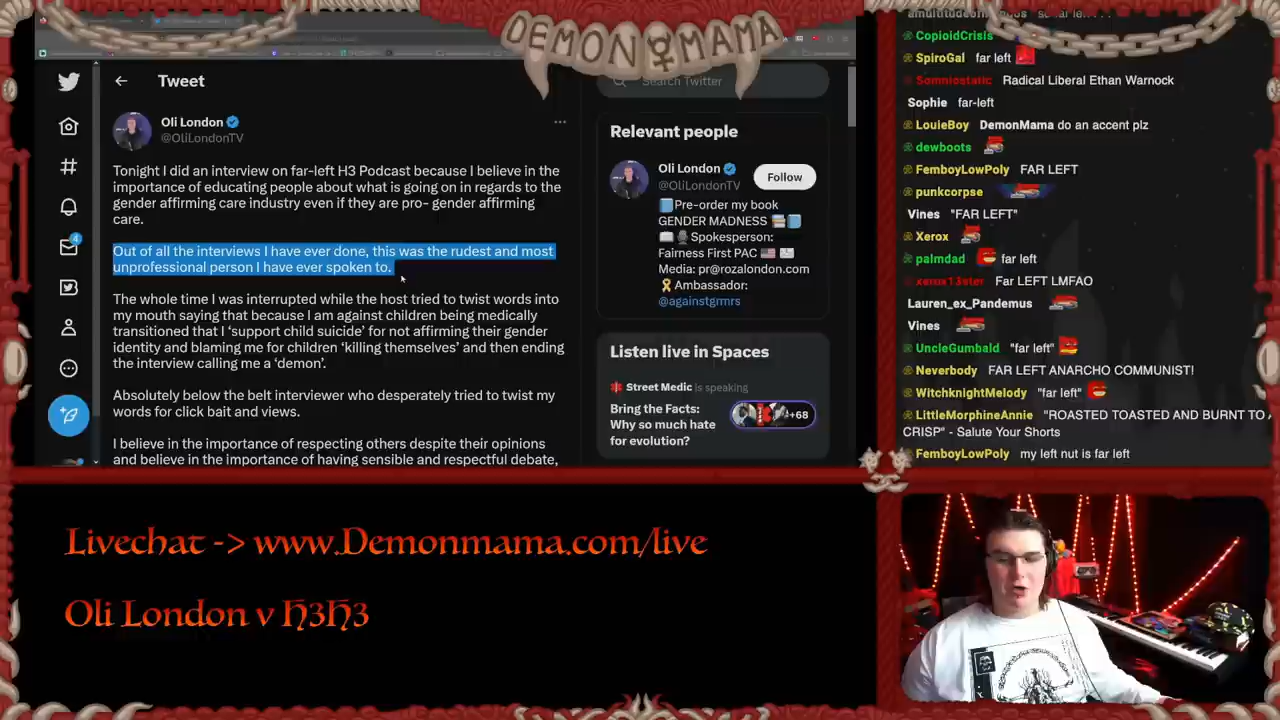 DEMON MAMA
Tweet
Search Twitter
Oli London
@OliLondonTV
Tonight I did an interview on far-left H3 Podcast because I believe in the
importance of educating people about what is going on in regards to the
gender affirming care industry even if they are pro- gender affirming
care.
Out of all the interviews I have ever done, this was the rudest and most
unprofessional person I have ever spoken to.
The whole time I was interrupted while the host tried to twist words into
my mouth saying that because I am against children being medically
transitioned that I ‘support child suicide’ for not affirming their gender
identity and blaming me for children ‘killing themselves’ and then ending
the interview calling me a ‘demon’.
Absolutely below the belt interviewer who desperately tried to twist my
words for click bait and views.
I believe in the importance of respecting others despite their opinions
and believe in the importance of having sensible and respectful debate,
4
Relevant people
Oli London
@OliLondonTV
Follow
Pre-order my book
GENDER MADNESS
Spokesperson:
Fairness First PAC
Media: pr@rozalondon.com
Ambassador:
@againstgrmrs
Listen live in Spaces
Street Medic is speaking
Bring the Facts:
Why so much hate
for evolution?
+68
CopioidCrisis
SpiroGal far left
Somniostatic Radical Liberal Ethan Warnock
Sophie far-left
LouieBoy DemonMama do an accent plz
dewboots
FemboyLowPoly FAR LEFT
punkcorpse
Vines "FAR LEFT"
Xerox
palmdad far left
xenux13ster Far LEFT LMFAO
Lauren_ex_Pandemus
Vines
UncleGumbald "far left"
Neverbody FAR LEFT ANARCHO COMMUNIST!
WitchknightMelody "far left"
LittleMorphineAnnie "ROASTED TOASTED AND BURNT TO A
CRISP" - Salute Your Shorts
FemboyLowPoly my left nut is far left
Livechat -> www.Demonmama.com/live
Oli London v H3H3